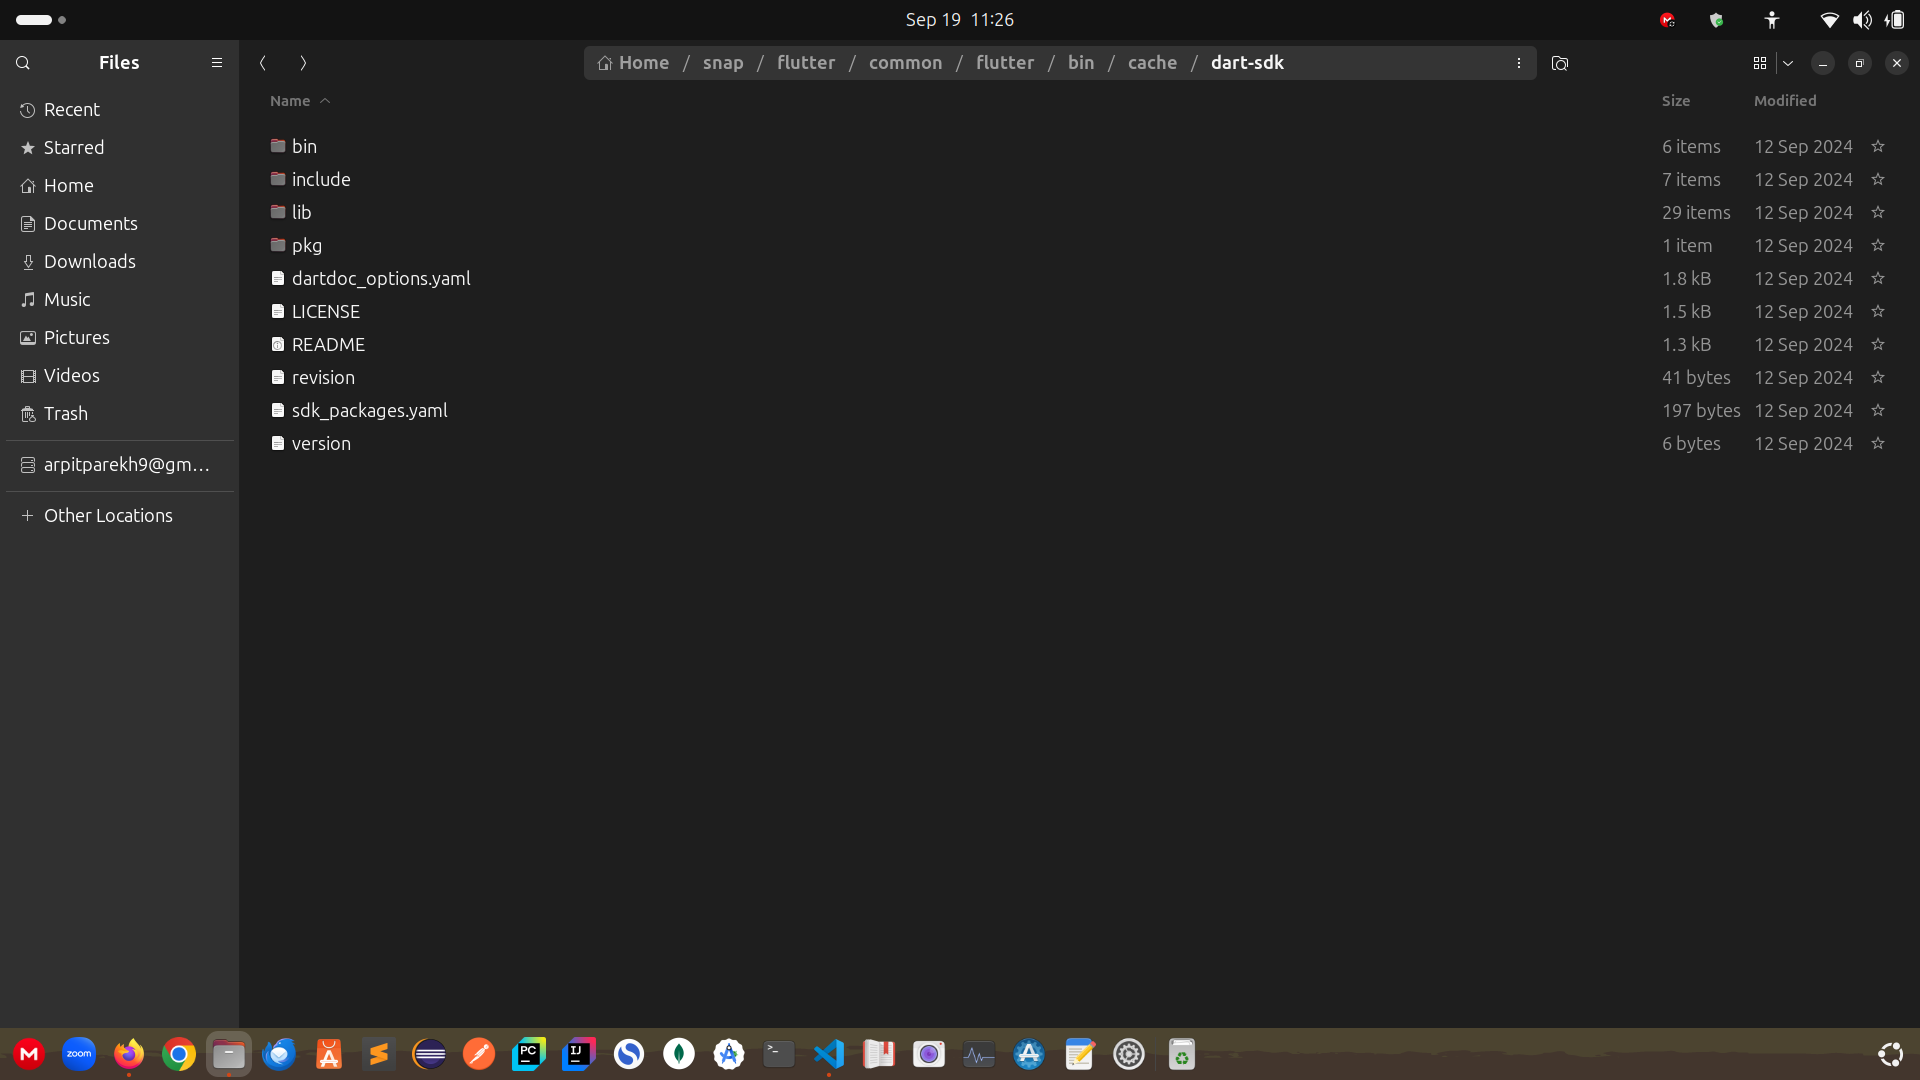 Sep 19 11:26
Files
Home / snap / flutter / common / flutter / bin / cache / dart-sdk
Recent
Starred
Home
Documents
Downloads
Music
Pictures
Videos
Trash
arpitparekh9@gm...
Other Locations
Name Size Modified
bin 6 items 12 Sep 2024
include 7 items 12 Sep 2024
lib 29 items 12 Sep 2024
pkg 1 item 12 Sep 2024
dartdoc_options.yaml 1.8 kB 12 Sep 2024
LICENSE 1.5 kB 12 Sep 2024
README 1.3 kB 12 Sep 2024
revision 41 bytes 12 Sep 2024
sdk_packages.yaml 197 bytes 12 Sep 2024
version 6 bytes 12 Sep 2024
M zoom PC IJ